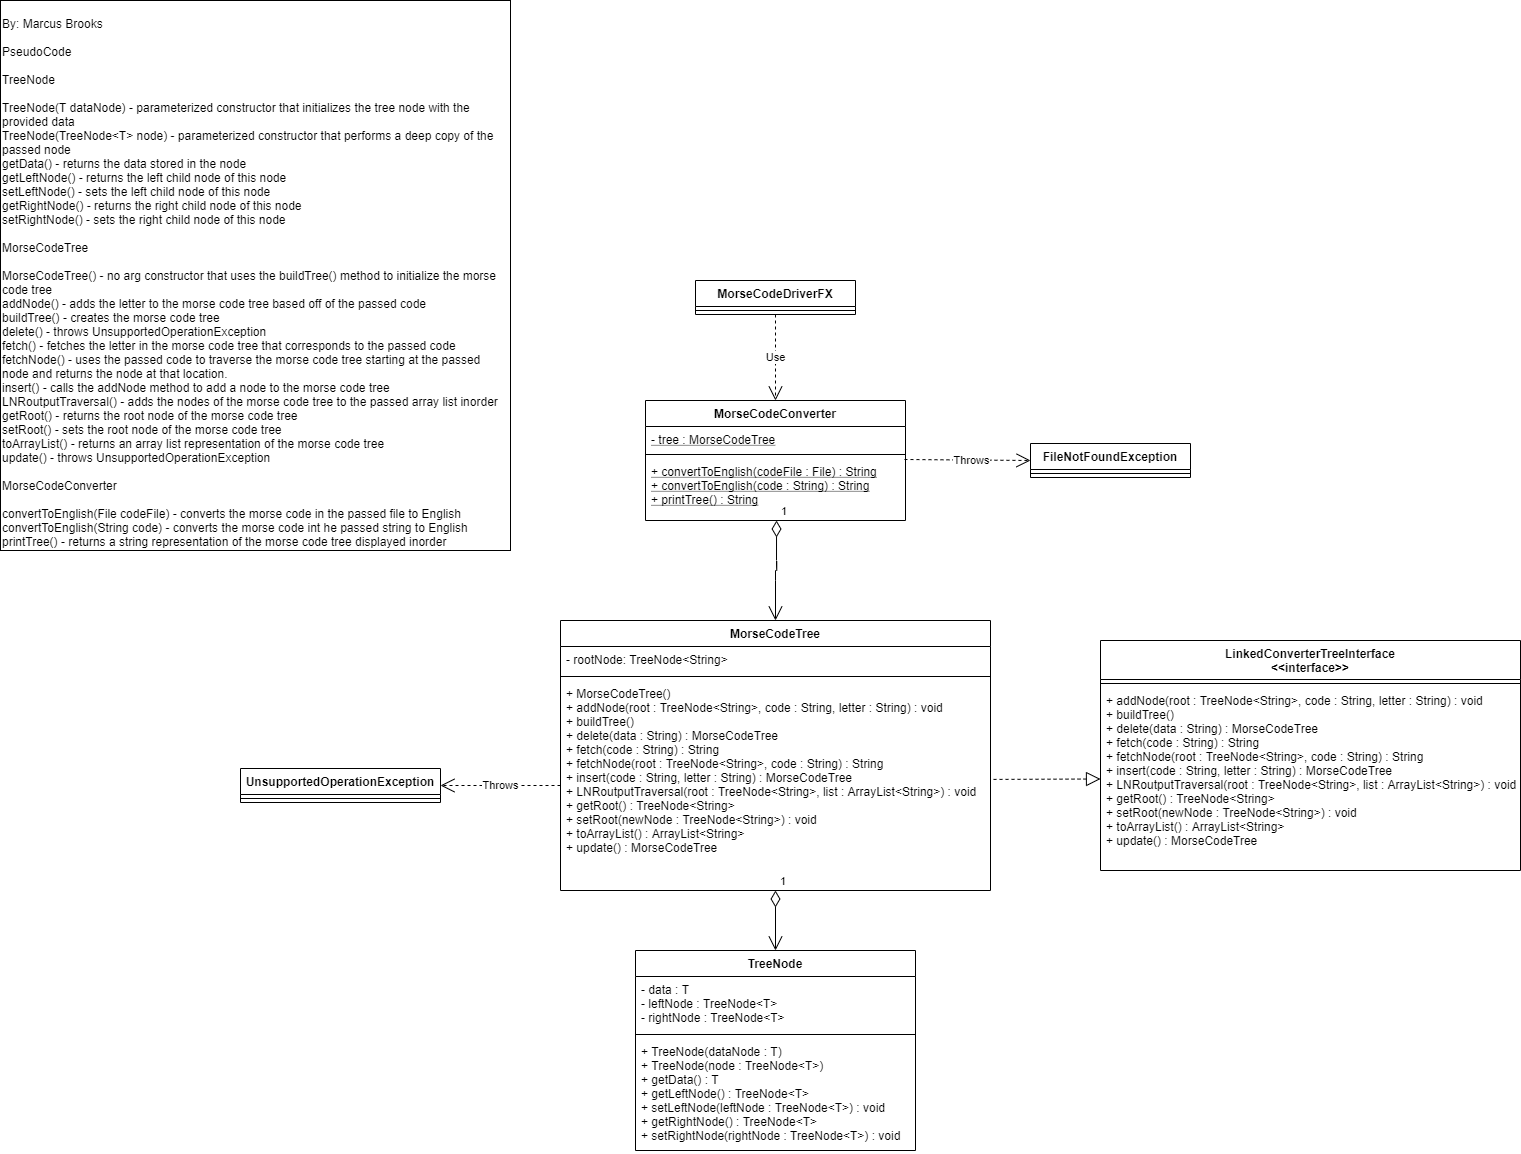 By: Marcus Brooks
PseudoCode
TreeNode
TreeNode(T dataNode) - parameterized constructor that initializes the tree node with the
provided data
TreeNode(TreeNode<T> node) - parameterized constructor that performs a deep copy of the
passed node
getData() - returns the data stored in the node
getLeftNode() - returns the left child node of this node
setLeftNode() - sets the left child node of this node
getRightNode() - returns the right child node of this node
setRightNode() - sets the right child node of this node
MorseCodeTree
MorseCodeTree() - no arg constructor that uses the buildTree() method to initialize the morse
code tree
addNode() - adds the letter to the morse code tree based off of the passed code
buildTree() - creates the morse code tree
delete() - throws UnsupportedOperationException
fetch() - fetches the letter in the morse code tree that corresponds to the passed code
fetchNode() - uses the passed code to traverse the morse code tree starting at the passed
node and returns the node at that location.
insert() - calls the addNode method to add a node to the morse code tree
LNRoutputTraversal() - adds the nodes of the morse code tree to the passed array list inorder
getRoot() - returns the root node of the morse code tree
setRoot() - sets the root node of the morse code tree
toArrayList() - returns an array list representation of the morse code tree
update() - throws UnsupportedOperationException
MorseCodeConverter
convertToEnglish(File codeFile) - converts the morse code in the passed file to English
convertToEnglish(String code) - converts the morse code int he passed string to English
printTree() - returns a string representation of the morse code tree displayed inorder
MorseCodeDriverFX
Use
MorseCodeConverter
- tree : MorseCodeTree
+ convertToEnglish(codeFile : File) : String
+ convertToEnglish(code : String) : String
+ printTree() : String
1
Throws
FileNotFoundException
MorseCodeTree
- rootNode: TreeNode<String>
+ MorseCodeTree()
+ addNode(root : TreeNode<String>, code : String, letter : String) : void
+ buildTree()
+ delete(data : String) : MorseCodeTree
+ fetch(code : String) : String
+ fetchNode(root : TreeNode<String>, code : String) : String
+ insert(code : String, letter : String) : MorseCodeTree
+ LNRoutputTraversal(root : TreeNode<String>, list : ArrayList<String>) : void
+ getRoot() : TreeNode<String>
+ setRoot(newNode : TreeNode<String>) : void
+ toArrayList() : ArrayList<String>
+ update() : MorseCodeTree
1
Throws
UnsupportedOperationException
LinkedConverterTreeInterface
<<interface>>
+ addNode(root : TreeNode<String>, code : String, letter : String) : void
+ buildTree()
+ delete(data : String) : MorseCodeTree
+ fetch(code : String) : String
+ fetchNode(root : TreeNode<String>, code : String) : String
+ insert(code : String, letter : String) : MorseCodeTree
+ LNRoutputTraversal(root : TreeNode<String>, list : ArrayList<String>) : void
+ getRoot() : TreeNode<String>
+ setRoot(newNode : TreeNode<String>) : void
+ toArrayList() : ArrayList<String>
+ update() : MorseCodeTree
TreeNode
- data : T
- leftNode : TreeNode<T>
- rightNode : TreeNode<T>
+ TreeNode(dataNode : T)
+ TreeNode(node : TreeNode<T>)
+ getData() : T
+ getLeftNode() : TreeNode<T>
+ setLeftNode(leftNode : TreeNode<T>) : void
+ getRightNode() : TreeNode<T>
+ setRightNode(rightNode : TreeNode<T>) : void